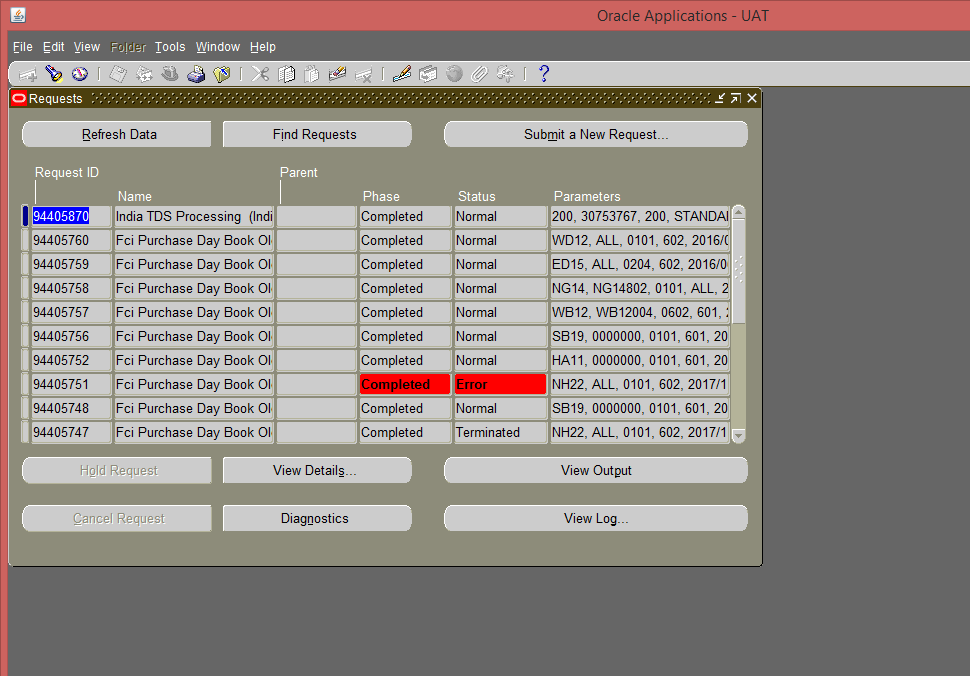 Oracle Applications - UAT
File Edit View Folder Tools Window Help
Requests
Refresh Data Find Requests Submit a New Request...
Request ID Parent
Name Phase Status Parameters
94405870 India TDS Processing (Indi Completed Normal 200, 30753767, 200, STANDA
94405760 Fci Purchase Day Book Ol Completed Normal WD12, ALL, 0101, 602, 2016/0
94405759 Fci Purchase Day Book Ol Completed Normal ED15, ALL, 0204, 602, 2016/0
94405758 Fci Purchase Day Book Ol Completed Normal NG14, NG14802, 0101, ALL, 2
94405757 Fci Purchase Day Book Ol Completed Normal WB12, WB12004, 0602, 601, 2
94405756 Fci Purchase Day Book Ol Completed Normal SB19, 0000000, 0101, 601, 20
94405752 Fci Purchase Day Book Ol Completed Normal HA11, 0000000, 0101, 601, 20
94405751 Fci Purchase Day Book Ol Completed Error NH22, ALL, 0101, 602, 2017/1
94405748 Fci Purchase Day Book Ol Completed Normal SB19, 0000000, 0101, 601, 20
94405747 Fci Purchase Day Book Ol Completed Terminated NH22, ALL, 0101, 602, 2017/1
Hold Request View Details... View Output
Cancel Request Diagnostics View Log...